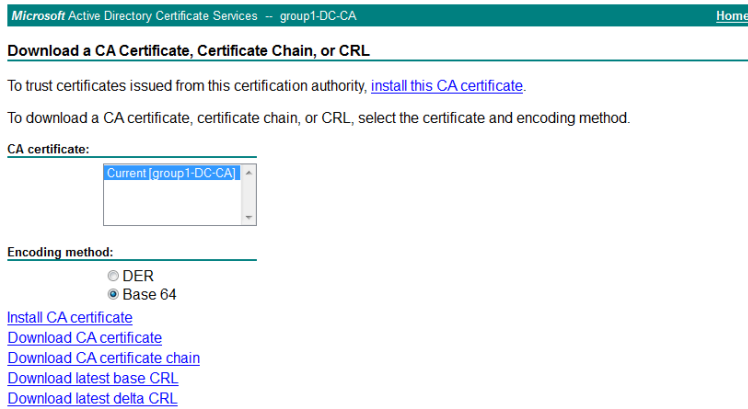 Microsoft Active Directory Certificate Services -- group1-DC-CA Home
Download a CA Certificate, Certificate Chain, or CRL
To trust certificates issued from this certification authority, install this CA certificate.
To download a CA certificate, certificate chain, or CRL, select the certificate and encoding method.
CA certificate:
Current [group1-DC-CA]
Encoding method:
DER
Base 64
Install CA certificate
Download CA certificate
Download CA certificate chain
Download latest base CRL
Download latest delta CRL